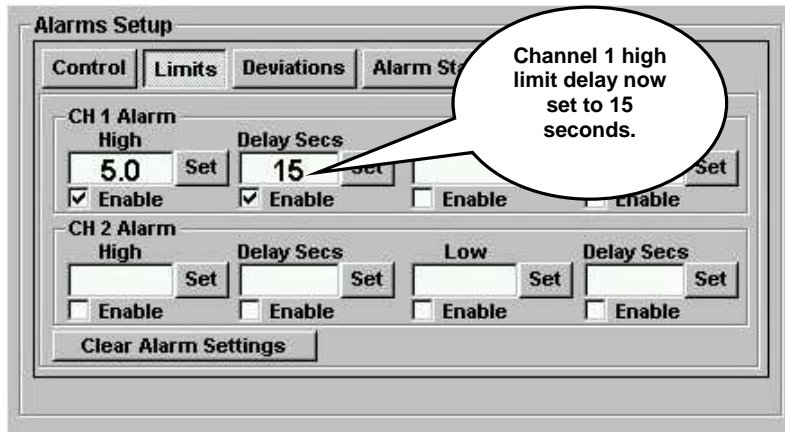 Alarms Setup
Control Limits Deviations Alarm Sta
Channel 1 high
limit delay now
set to 15
seconds.
CH 1 Alarm
High Delay Secs
5.0 Set 15 Set Set
Enable Enable Enable Enable
CH 2 Alarm
High Delay Secs Low Delay Secs
Set Set Set Set
Enable Enable Enable Enable
Clear Alarm Settings